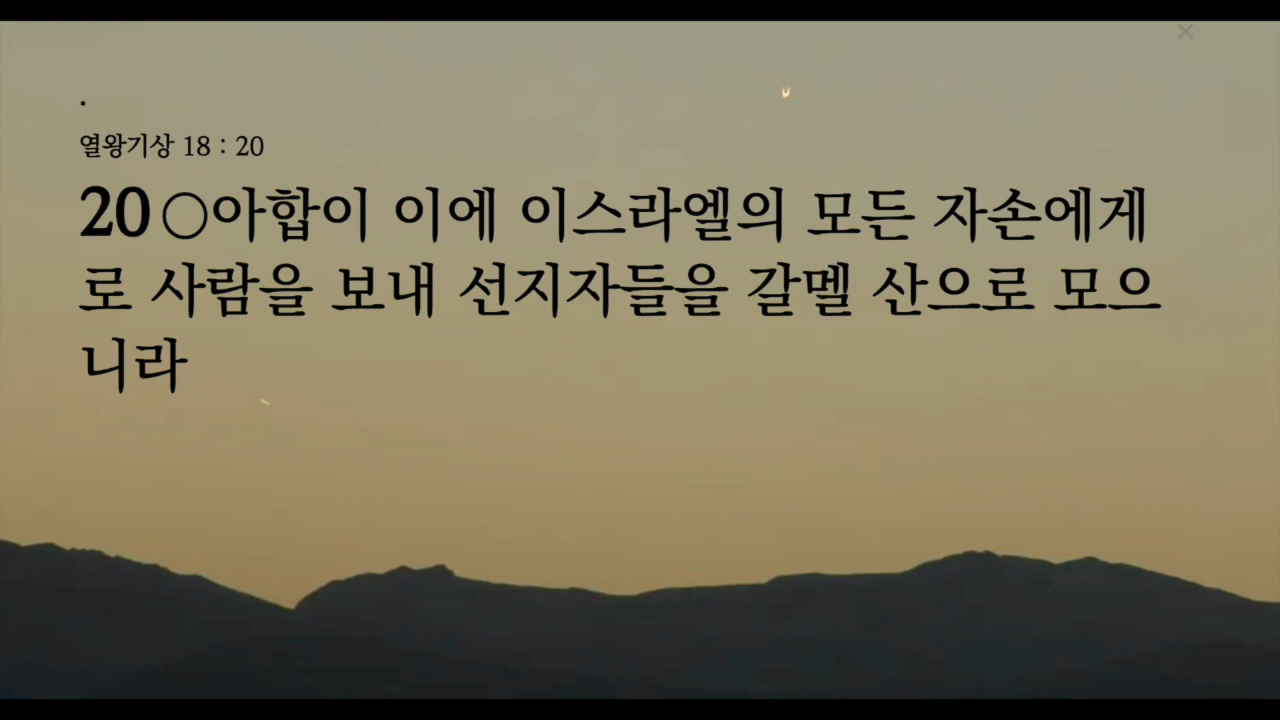 .
열왕기상 18 : 20
20 ○아합이 이에 이스라엘의 모든 자손에게
로 사람을 보내 선지자들을 갈멜 산으로 모으
니라